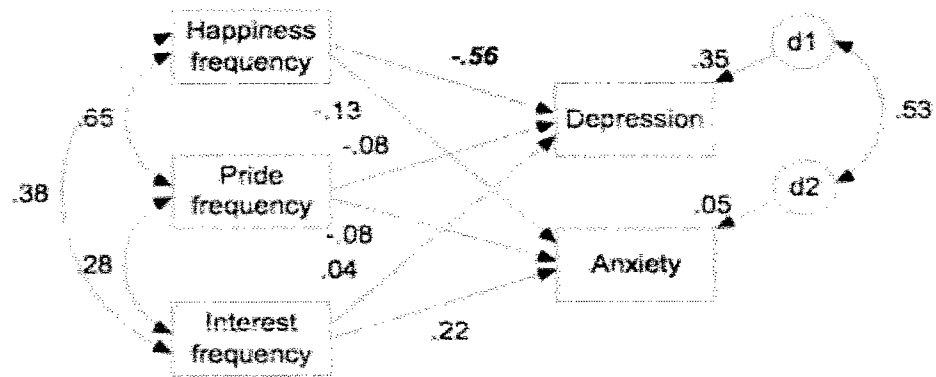 Happiness
frequency
-.56
.35
d1
-.13
Depression
.53
.65
-.08
Pride
frequency
.38
d2
.05
-.08
Anxiety
.28
.04
Interest
frequency
.22